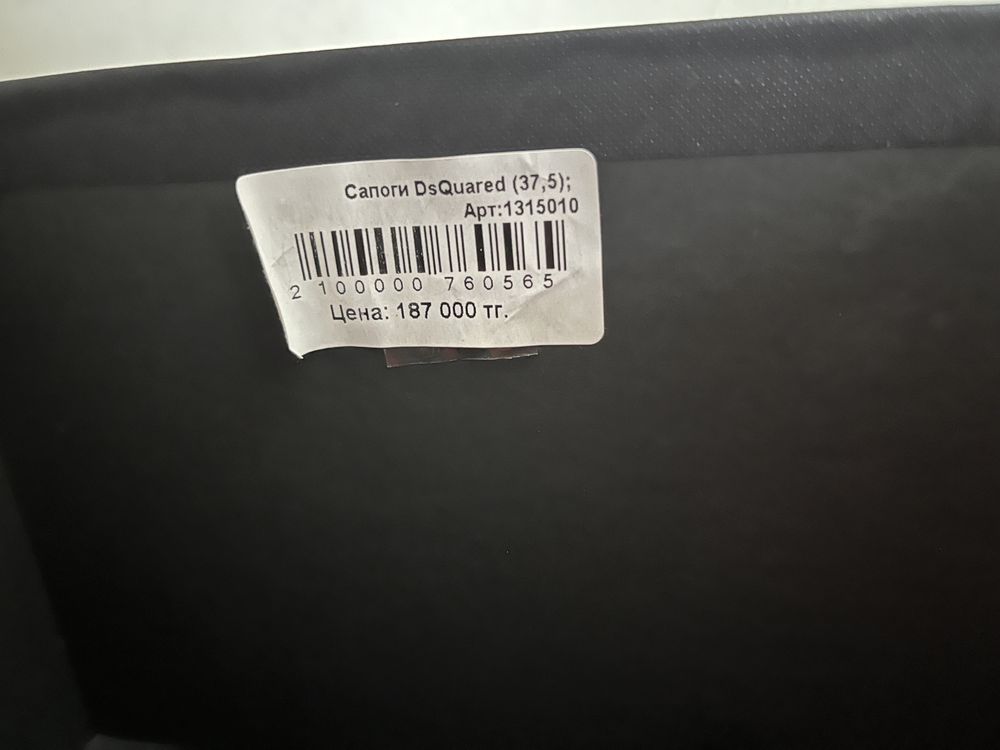 Сапоги DsQuared (37,5);
Арт:1315010
2 100000 760565
Цена: 187 000 тг.